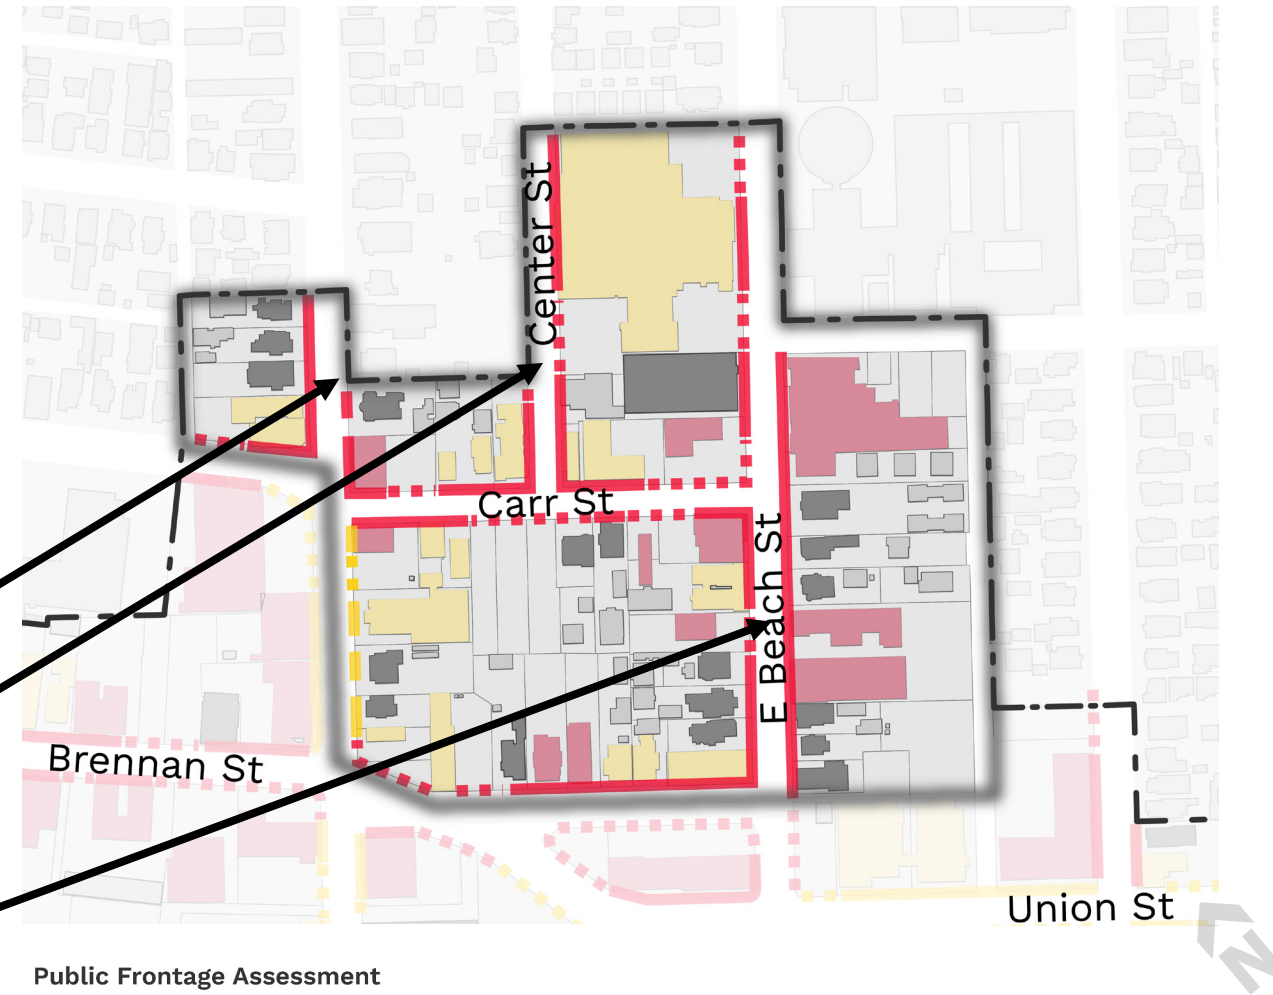 Center St
Carr St
E Beach St
Brennan St
Union St
N
Public Frontage Assessment